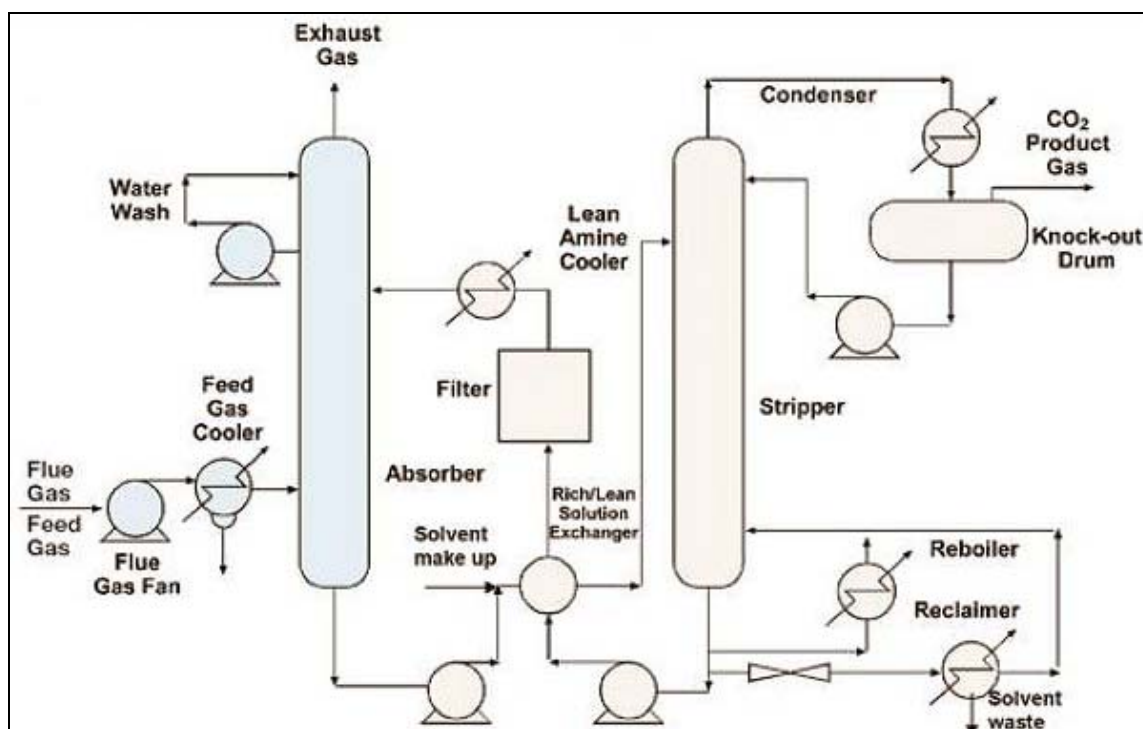 Exhaust
Gas
Condenser
CO₂
Product
Gas
Water
Wash
Lean
Amine
Cooler
Knock-out
Drum
Feed
Gas
Cooler
Filter
Stripper
Absorber
Flue
Gas
Feed
Gas
Rich/Lean
Solution
Exchanger
Solvent
make up
Reboiler
Flue
Gas Fan
Reclaimer
Solvent
waste